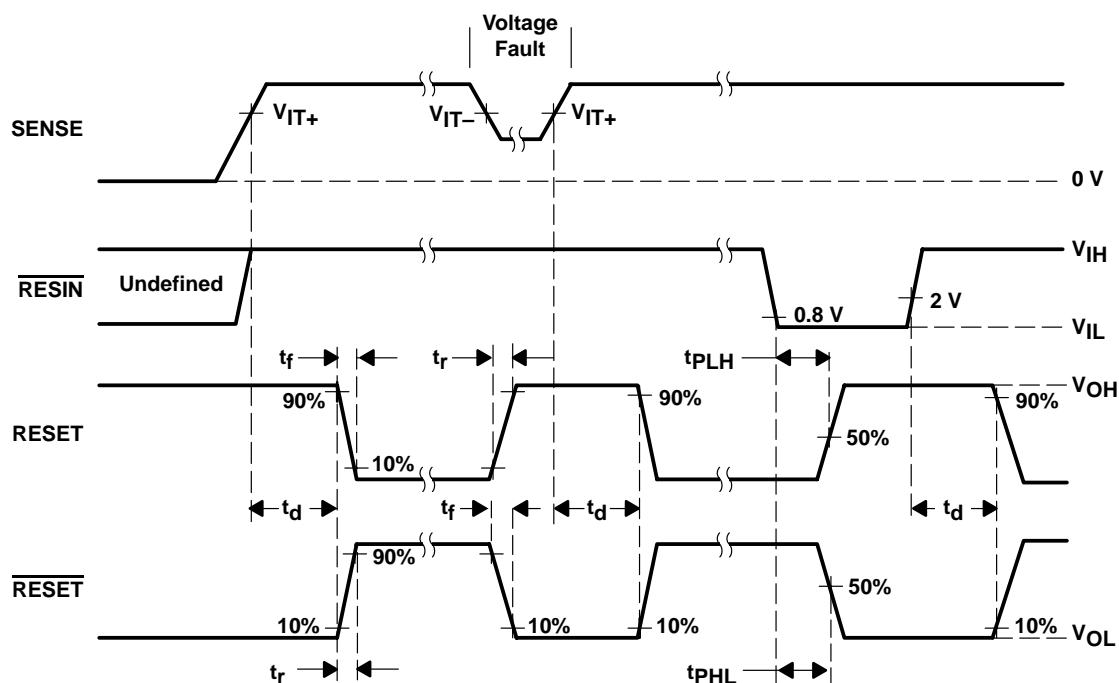 Voltage
Fault
SENSE
VIT+
VIT–
VIT+
0 V
RESIN
Undefined
VIH
0.8 V
2 V
VIL
tf
tr
tPLH
VOH
RESET
90%
10%
90%
50%
90%
td
tf
td
td
RESET
90%
50%
10%
10%
10%
10%
VOL
tr
tPHL